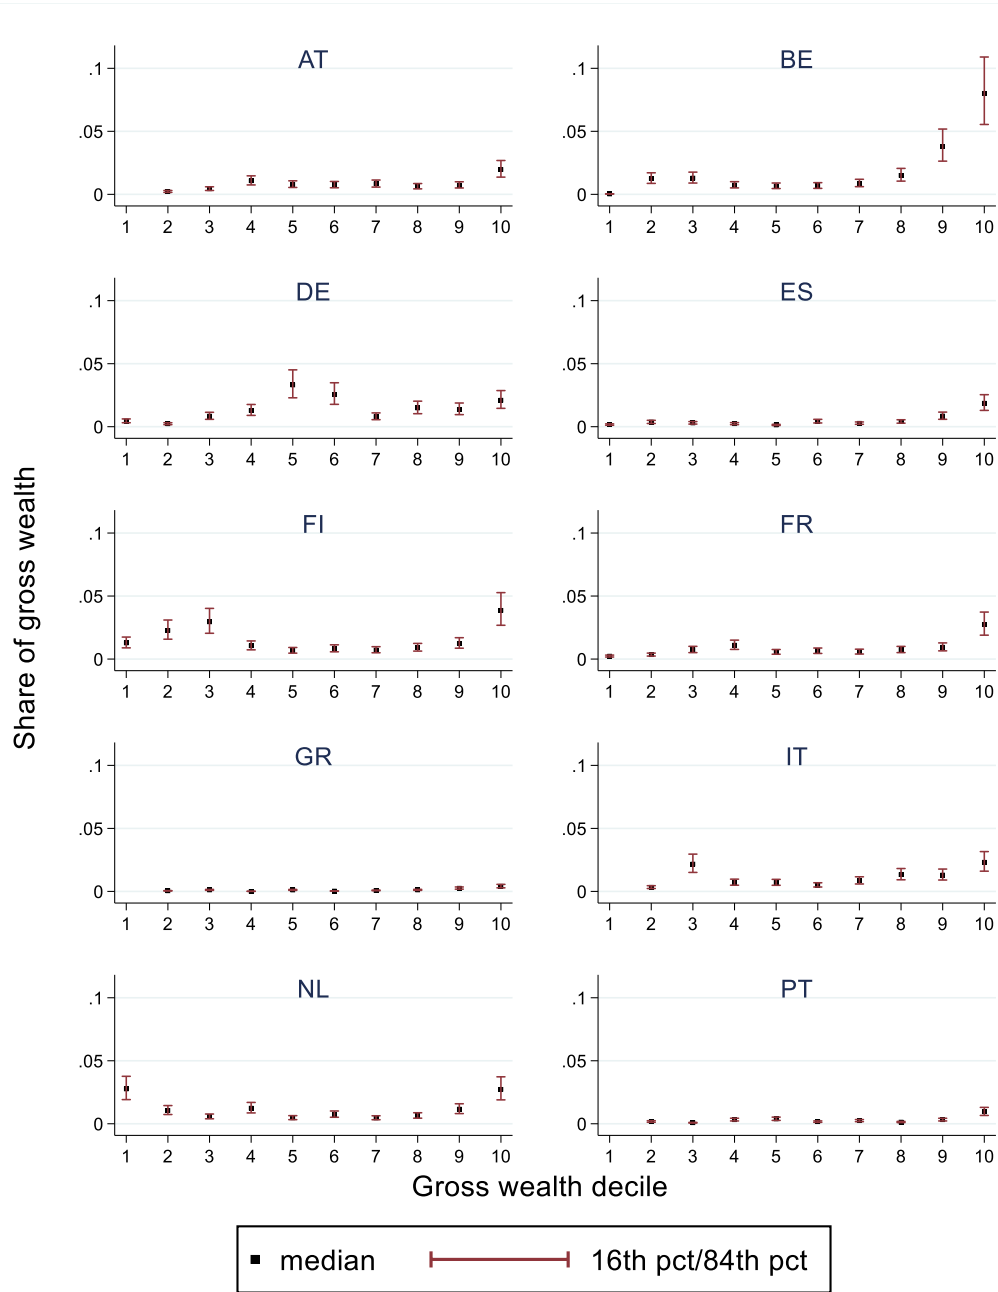 AT
BE
.1
.05
0
1 2 3 4 5 6 7 8 9 10
.1
.05
0
1 2 3 4 5 6 7 8 9 10
DE
ES
.1
.05
0
1 2 3 4 5 6 7 8 9 10
.1
.05
0
1 2 3 4 5 6 7 8 9 10
Share of gross wealth
FI
FR
.1
.05
0
1 2 3 4 5 6 7 8 9 10
.1
.05
0
1 2 3 4 5 6 7 8 9 10
GR
IT
.1
.05
0
1 2 3 4 5 6 7 8 9 10
.1
.05
0
1 2 3 4 5 6 7 8 9 10
NL
PT
.1
.05
0
1 2 3 4 5 6 7 8 9 10
.1
.05
0
1 2 3 4 5 6 7 8 9 10
Gross wealth decile
median
16th pct/84th pct